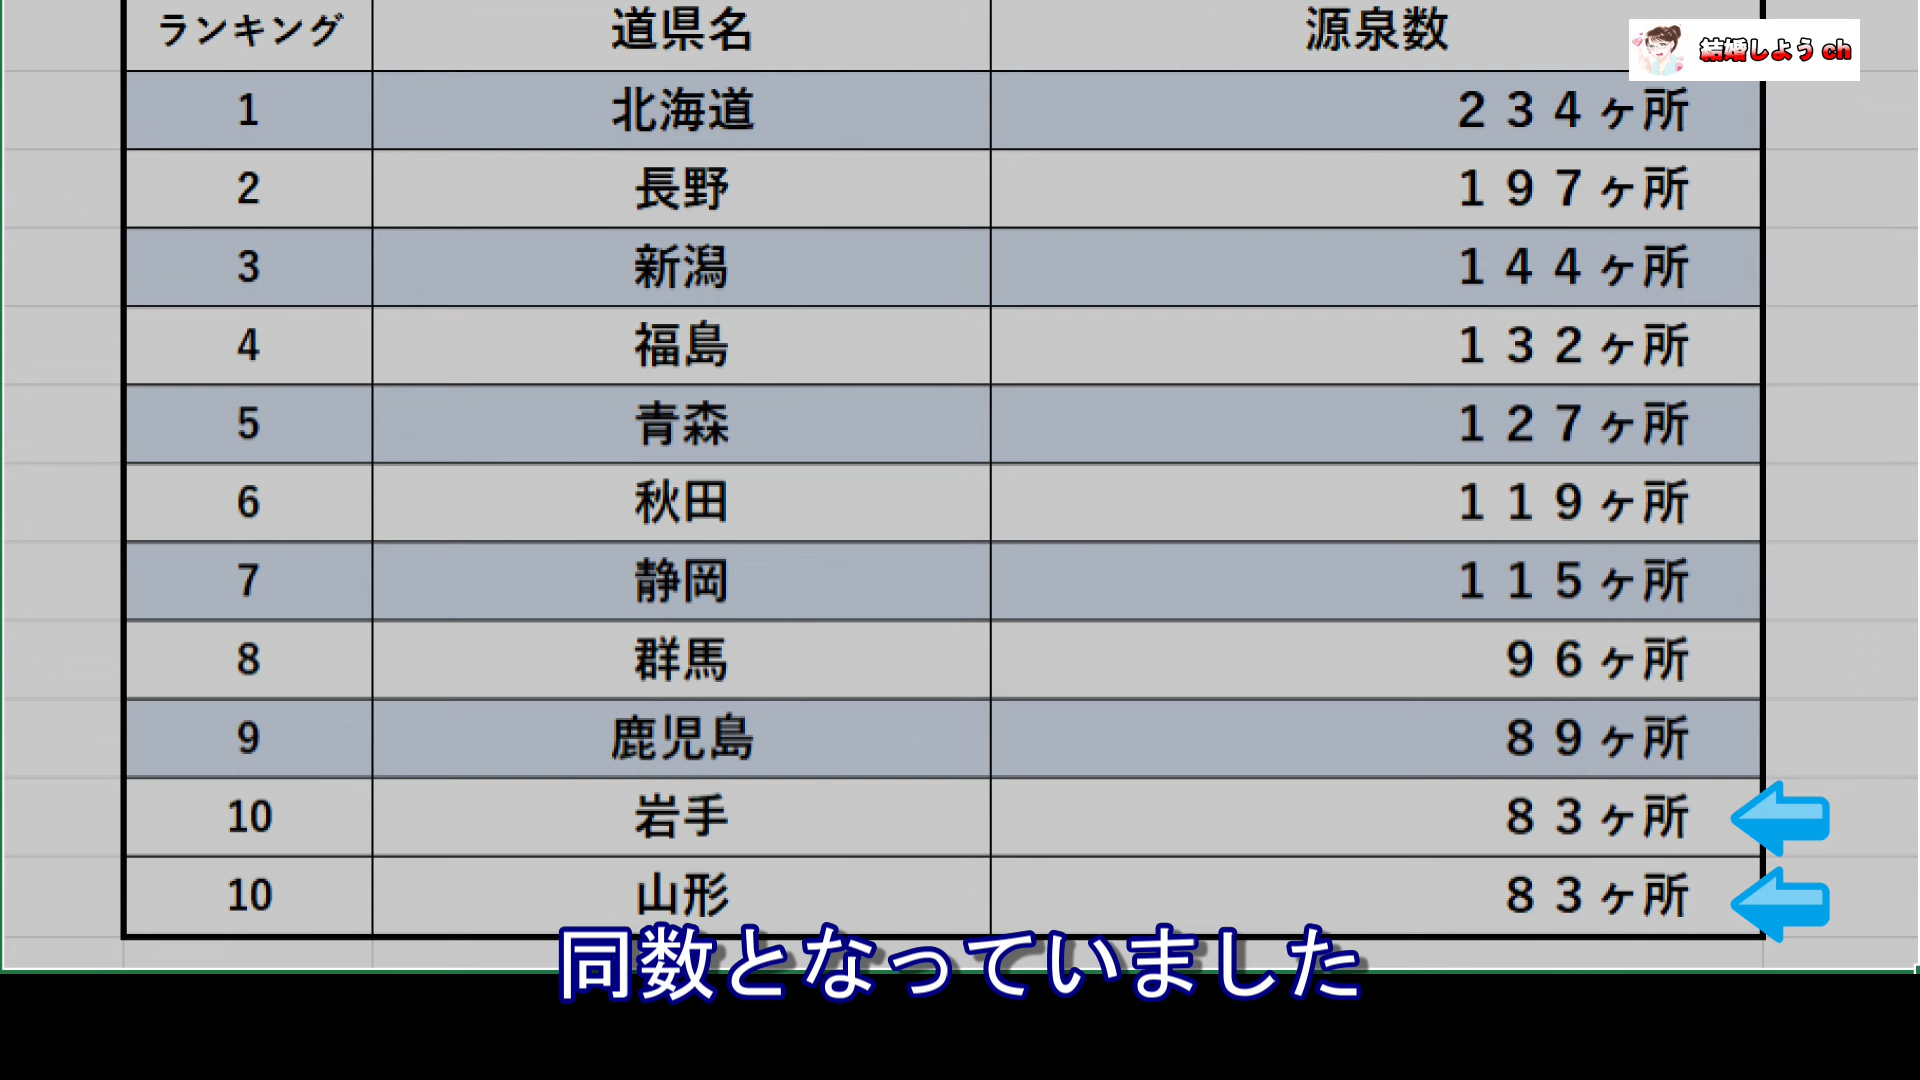 ランキング 道県名 源泉数
結婚しようch
1 北海道 234ヶ所
2 長野 197ヶ所
3 新潟 144ヶ所
4 福島 132ヶ所
5 青森 127ヶ所
6 秋田 119ヶ所
7 静岡 115ヶ所
8 群馬 96ヶ所
9 鹿児島 89ヶ所
10 岩手 83ヶ所
10 山形 83ヶ所
同数となっていました